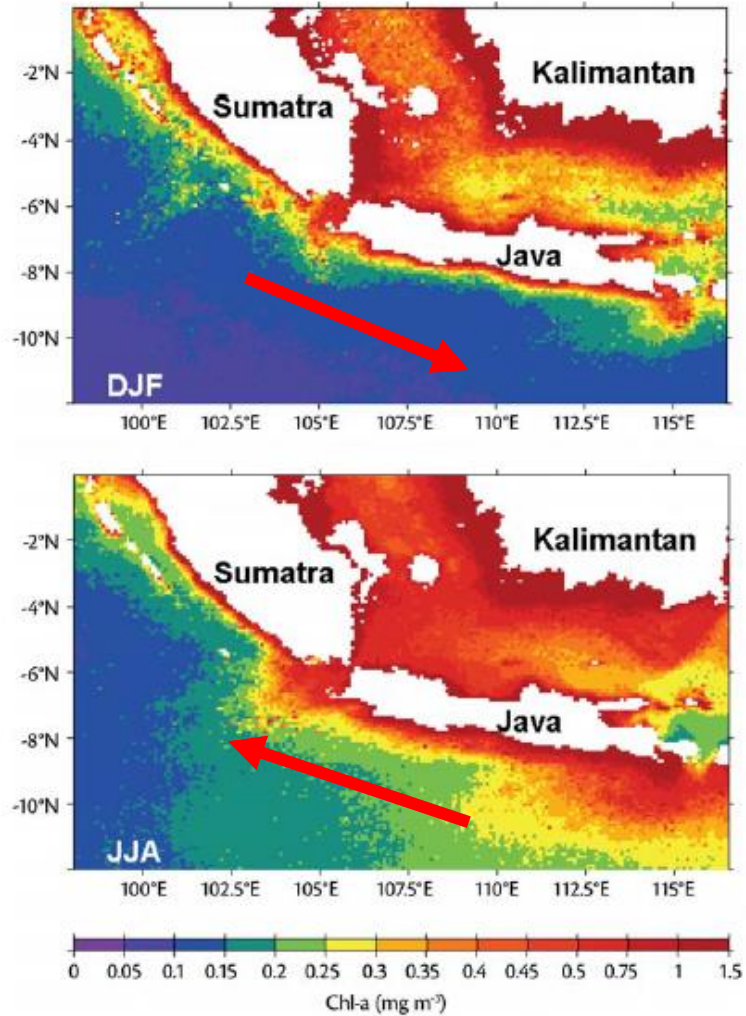 -2°N
-4°N
-6°N
-8°N
-10°N
Sumatra
Kalimantan
Java
DJF
100°E 102.5°E 105°E 107.5°E 110°E 112.5°E 115°E
-2°N
-4°N
-6°N
-8°N
-10°N
Sumatra
Kalimantan
Java
JJA
100°E 102.5°E 105°E 107.5°E 110°E 112.5°E 115°E
0 0.05 0.1 0.15 0.2 0.25 0.3 0.35 0.4 0.45 0.5 0.75 1 1.5
Chl-a (mg m⁻³)